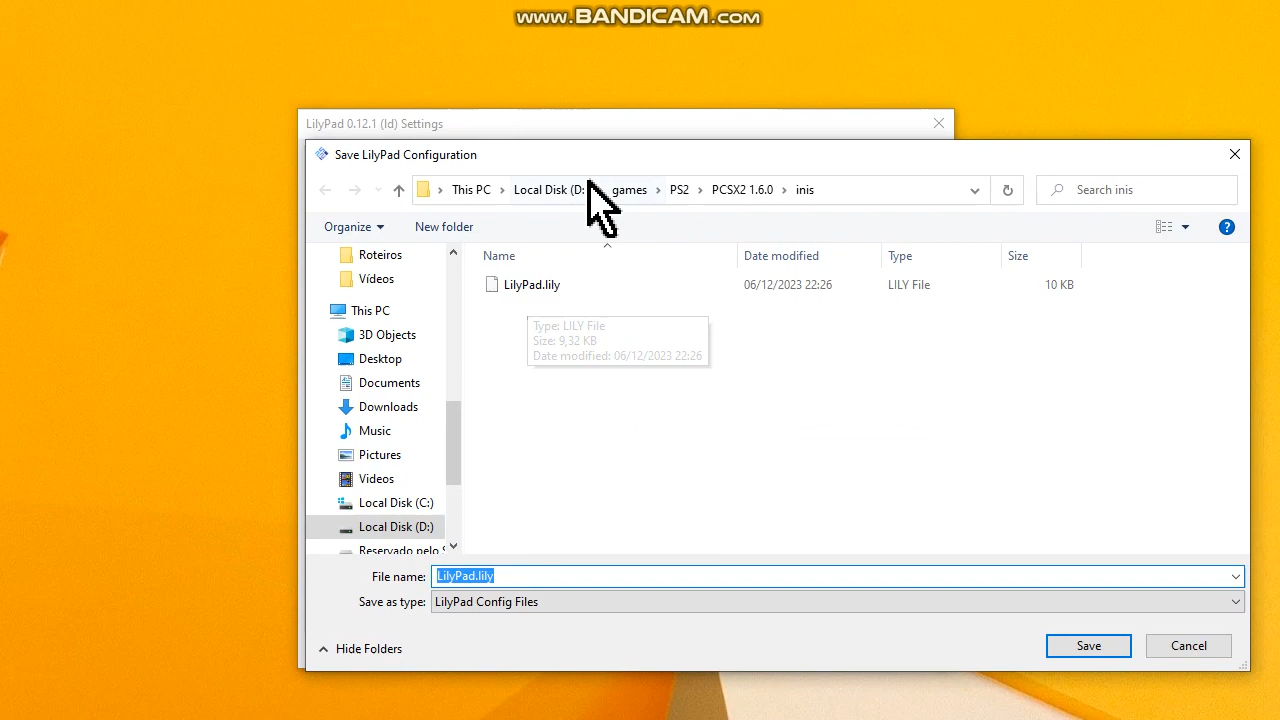 www.BANDICAM.com
LilyPad 0.12.1 (ld) Settings
Save LilyPad Configuration
This PC > Local Disk (D: games > PS2 > PCSX2 1.6.0 > inis
Search inis
Organize
New folder
Name
Date modified
Type
Size
LilyPad.lily
06/12/2023 22:26
LILY File
10 KB
Type: LILY File
Size: 9,32 KB
Date modified: 06/12/2023 22:26
Roteiros
Vídeos
This PC
3D Objects
Desktop
Documents
Downloads
Music
Pictures
Videos
Local Disk (C:)
Local Disk (D:)
Reservado pelo S
File name: LilyPad.lily
Save as type: LilyPad Config Files
Hide Folders
Save
Cancel